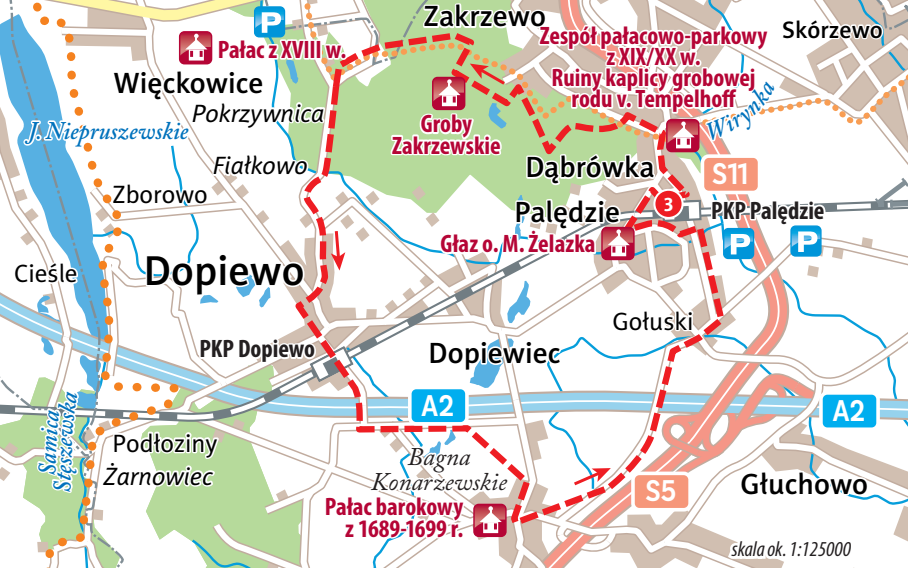 Zakrzewo
P
Zespół pałacowo-parkowy
z XIX/XX w.
Ruiny kaplicy grobowej
rodu v. Tempelhoff
Skórzewo
Pałac z XVIII w.
Więckowice
Pokrzywnica
J. Niepruszewskie
Groby
Zakrzewskie
Wirynka
Fiałkowo
Dąbrówka
S11
Zborowo
3
Palędzie
PKP Palędzie
Głaz o. M. Żelazka
P
P
Cieśle
Dopiewo
Gołuski
PKP Dopiewo
Dopiewiec
A2
A2
Samica
Stęszewska
Podłoziny
Żarnowiec
Bagna
Konarzewskie
S5
Głuchowo
Pałac barokowy
z 1689-1699 r.
skala ok. 1:125000